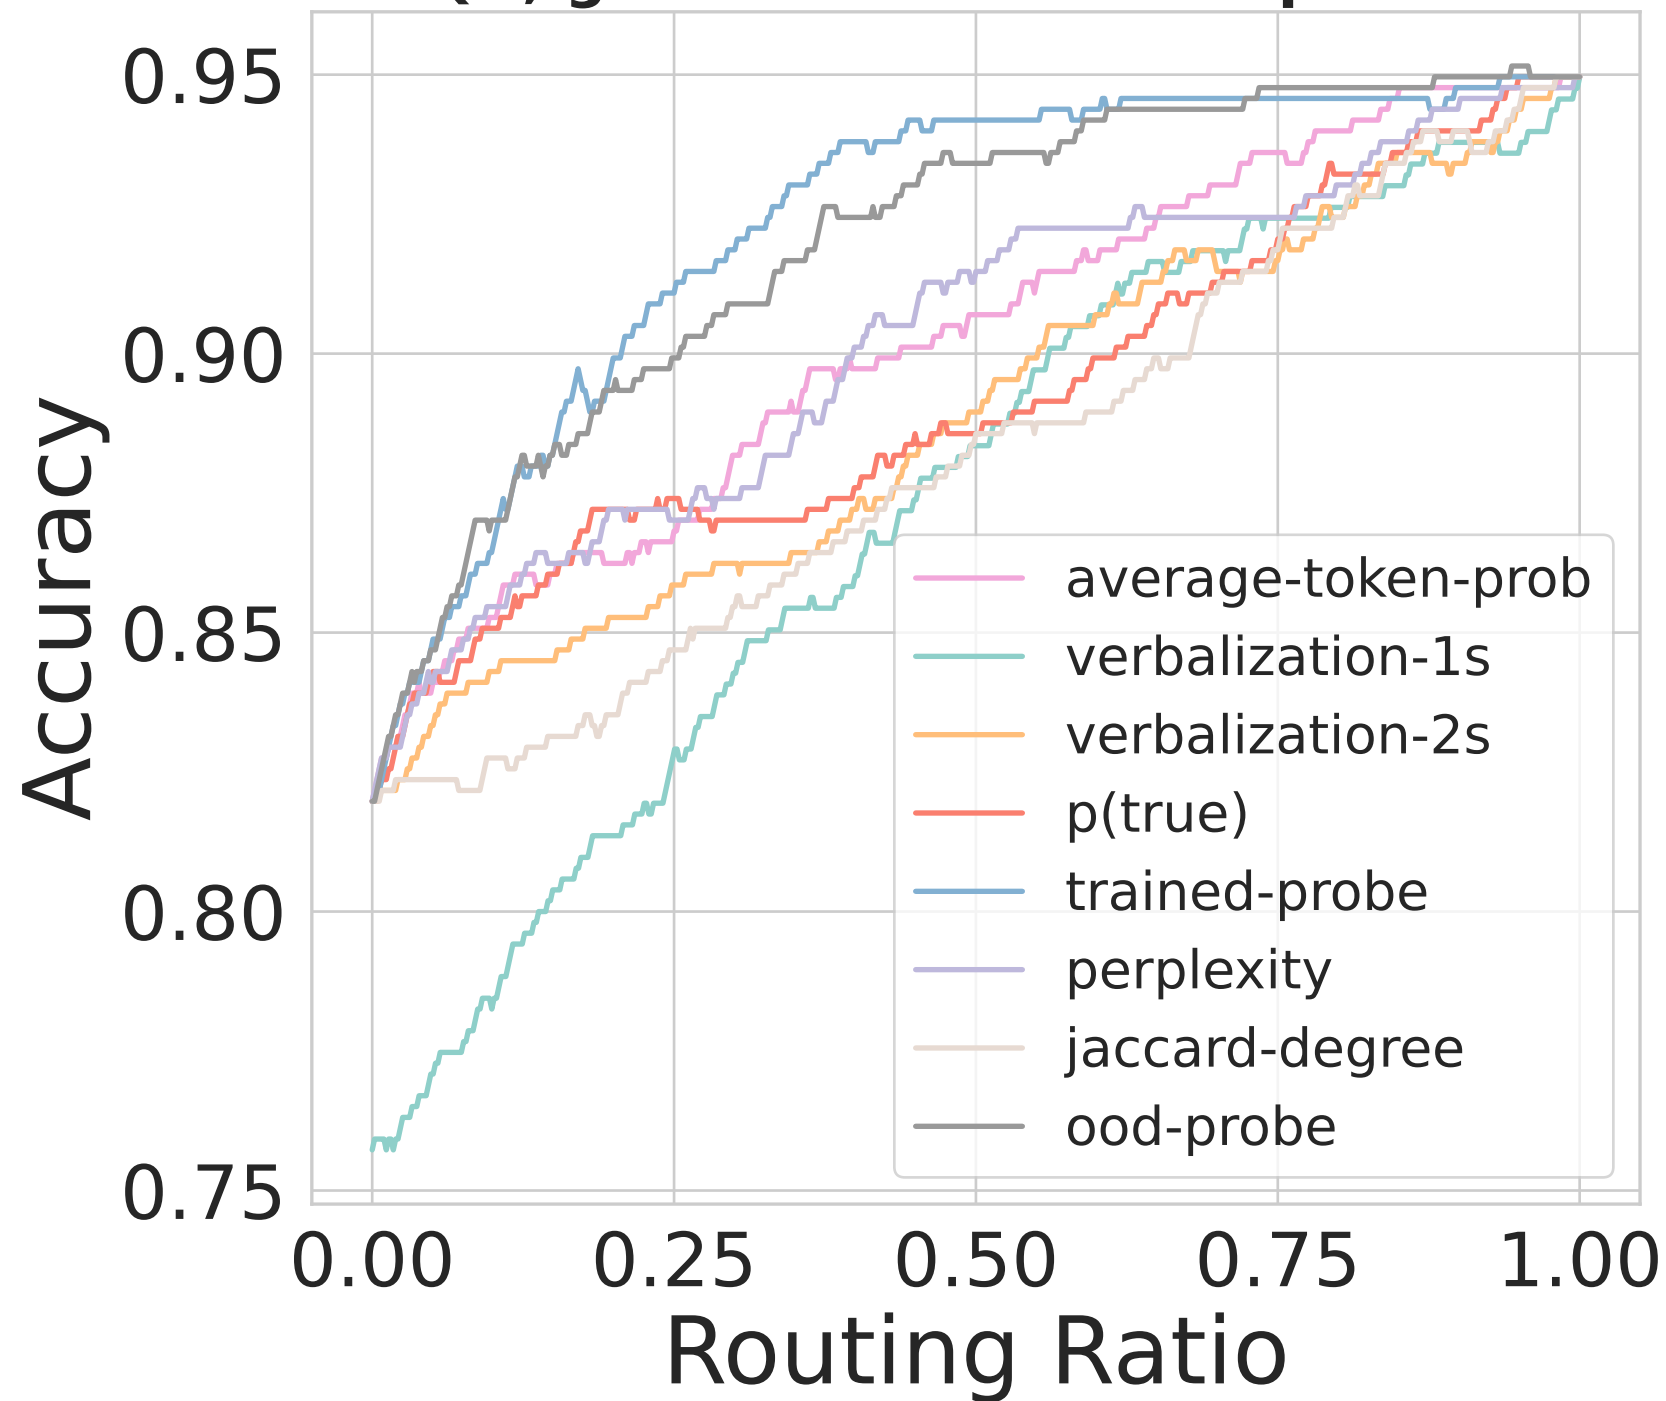 0.95
0.90
0.85
0.80
0.75
Accuracy
average-token-prob
verbalization-1s
verbalization-2s
p(true)
trained-probe
perplexity
jaccard-degree
ood-probe
0.00 0.25 0.50 0.75 1.00
Routing Ratio